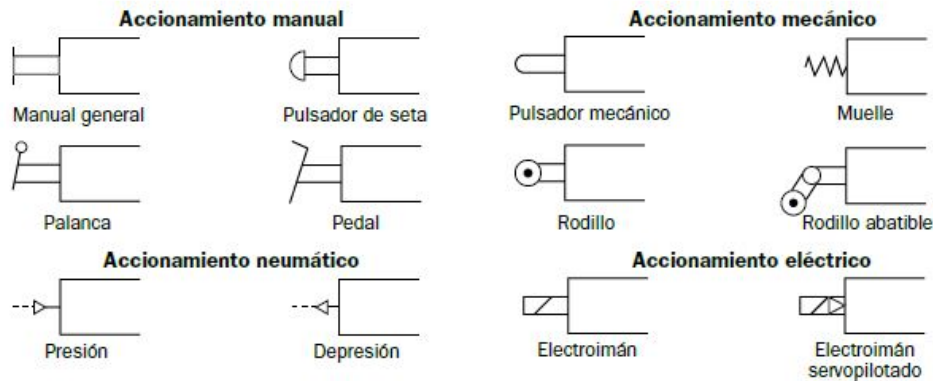 Accionamiento manual
Accionamiento mecánico
Manual general
Pulsador de seta
Pulsador mecánico
Muelle
Palanca
Pedal
Rodillo
Rodillo abatible
Accionamiento neumático
Accionamiento eléctrico
Presión
Depresión
Electroimán
Electroimán
servopilotado